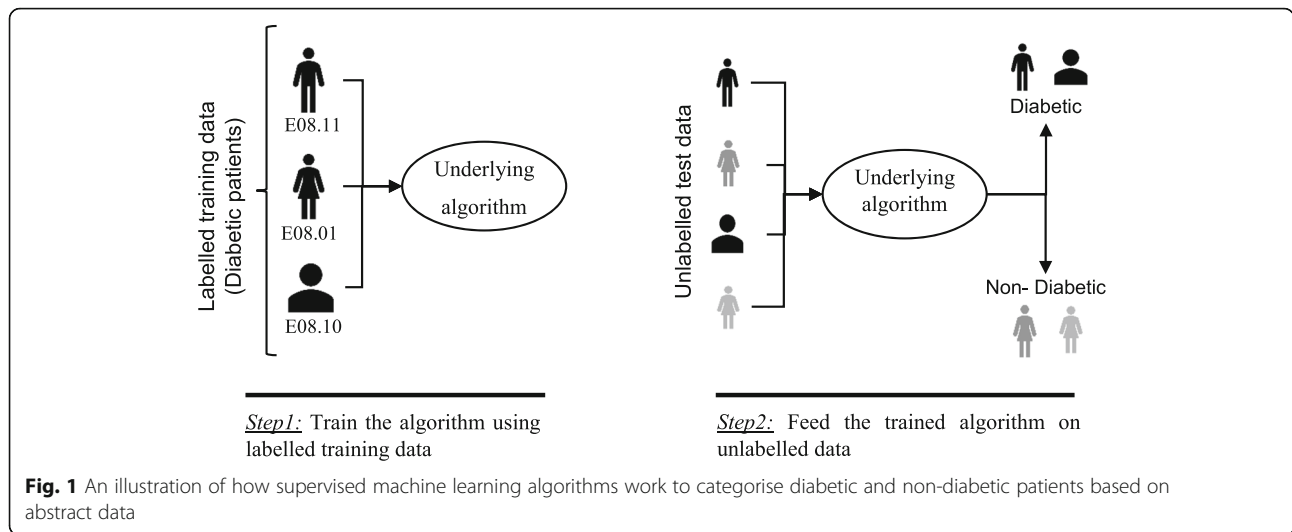 Labelled training data
(Diabetic patients)
E08.11
E08.01
E08.10
Underlying
algorithm
Step1: Train the algorithm using
labelled training data
Unlabelled test data
Underlying
algorithm
Diabetic
Non- Diabetic
Step2: Feed the trained algorithm on
unlabelled data
Fig. 1 An illustration of how supervised machine learning algorithms work to categorise diabetic and non-diabetic patients based on
abstract data